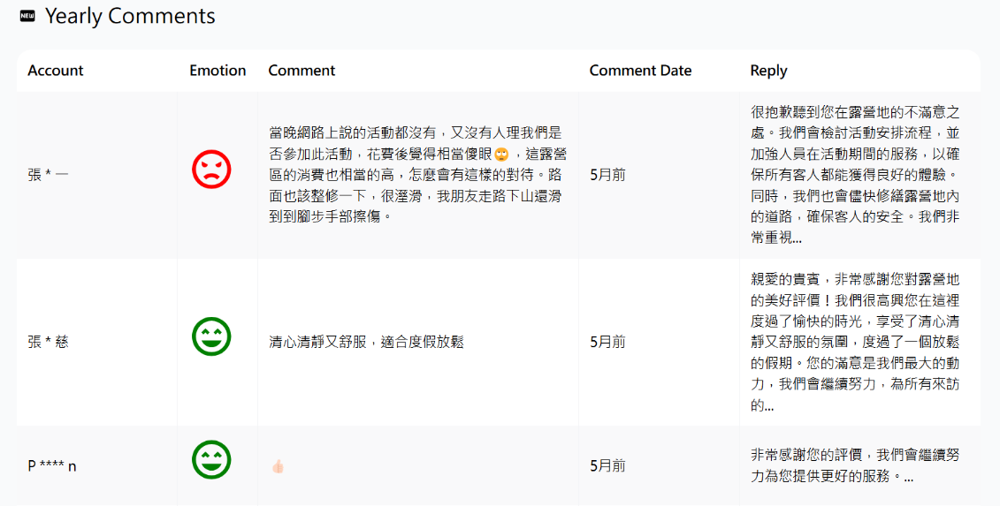 NEW Yearly Comments
Account Emotion Comment Comment Date Reply
張 * 一
當晚網路上說的活動都沒有，又沒有人理我們是
否參加此活動，花費後覺得相當傻眼🙄，這露營
區的消費也相當的高，怎麼會有這樣的對待。路
面也該整修一下，很溼滑，我朋友走路下山還滑
到到腳步手部擦傷。
5月前
很抱歉聽到您在露營地的不滿意之
處。我們會檢討活動安排流程，並
加強人員在活動期間的服務，以確
保所有客人都能獲得良好的體驗。
同時，我們也會儘快修繕露營地內
的道路，確保客人的安全。我們非
常重視...
張 * 慈
清心清靜又舒服，適合度假放鬆
5月前
親愛的貴賓，非常感謝您對露營地
的美好評價！我們很高興您在這裡
度過了愉快的時光，享受了清心清
靜又舒服的氛圍，度過了一個放鬆
的假期。您的滿意是我們最大的動
力，我們會繼續努力，為所有來訪
的...
P **** n
👍🏻
5月前
非常感謝您的評價，我們會繼續努
力為您提供更好的服務。...